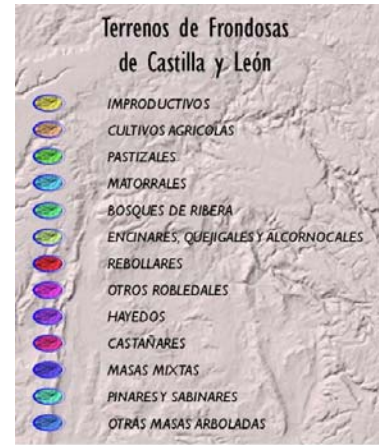 Terrenos de Frondosas
de Castilla y León
IMPRODUCTIVOS
CULTIVOS AGRICOLAS
PASTIZALES
MATORRALES
BOSQUES DE RIBERA
ENCINARES, QUEJIGALES Y ALCORNOCALES
REBOLLARES
OTROS ROBLEDALES
HAYEDOS
CASTAÑARES
MASAS MIXTAS
PINARES Y SABINARES
OTRAS MASAS ARBOLADAS